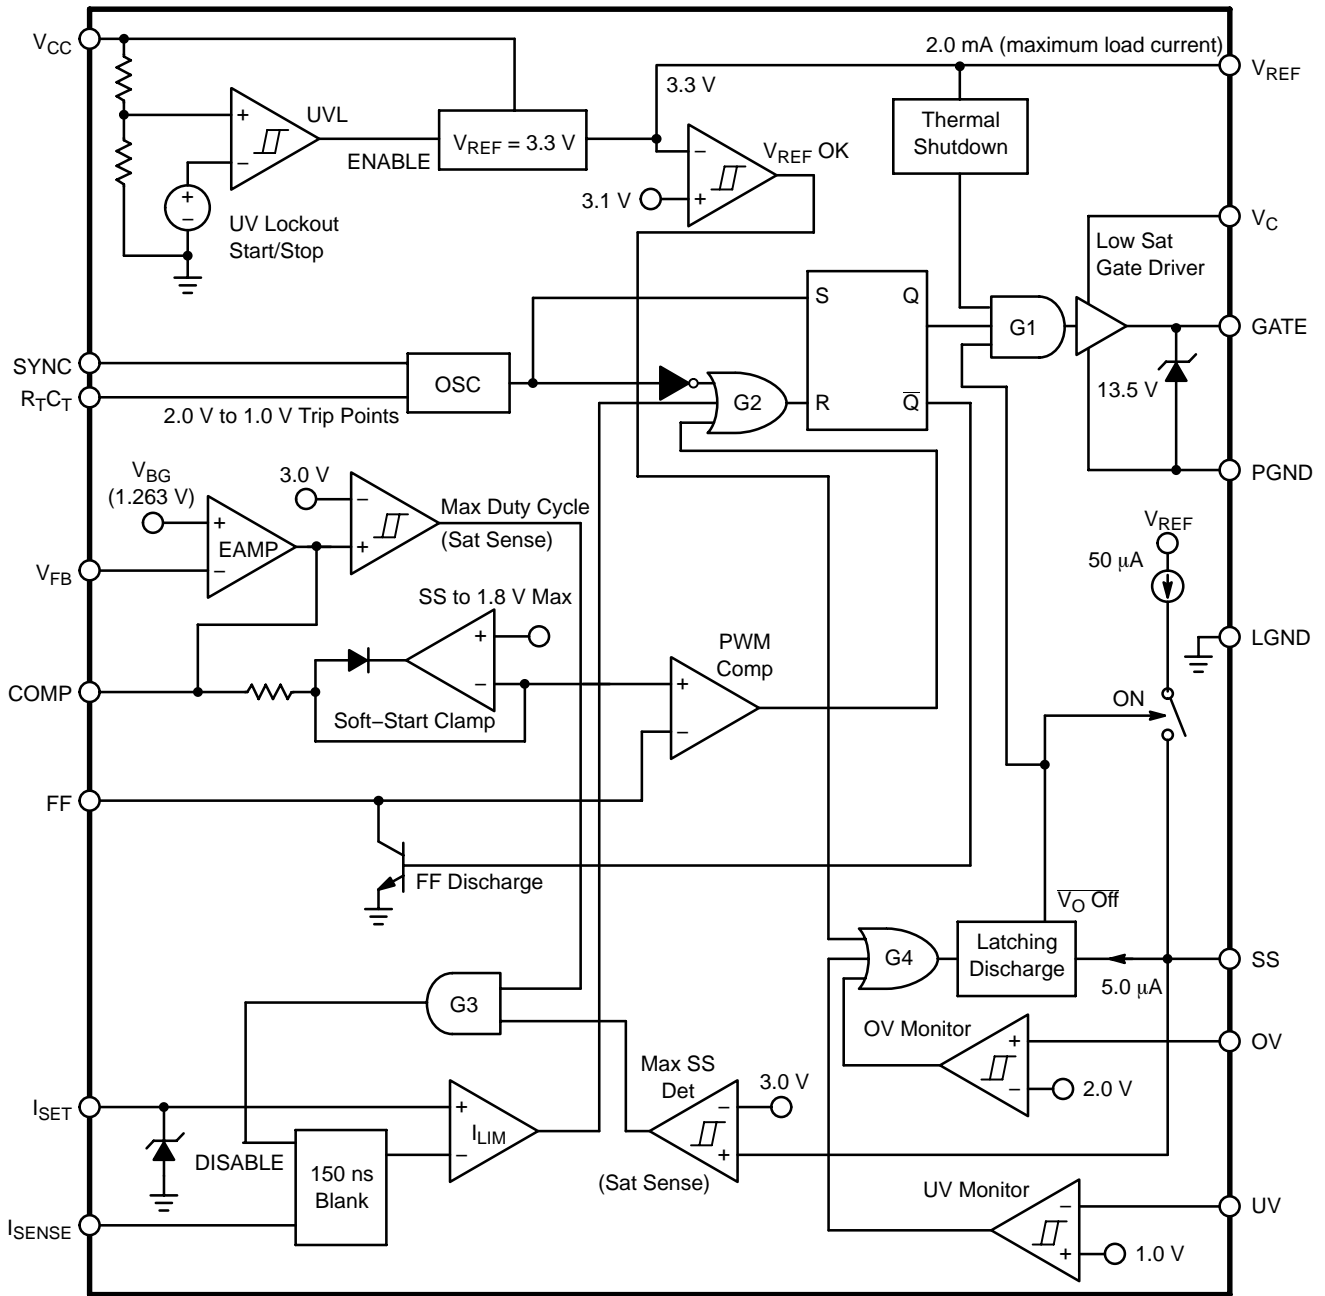 V_CC
2.0 mA (maximum load current)
V_REF
3.3 V
+
−
UVL
ENABLE
V_REF = 3.3 V
+
−
UV Lockout
Start/Stop
−
+
3.1 V
V_REF OK
Thermal
Shutdown
V_C
Low Sat
Gate Driver
S
Q
R
Q̅
G1
GATE
13.5 V
PGND
SYNC
R_TC_T
OSC
2.0 V to 1.0 V Trip Points
G2
V_BG
(1.263 V)
+
−
EAMP
V_FB
3.0 V
−
+
Max Duty Cycle
(Sat Sense)
V_REF
50 μA
SS to 1.8 V Max
+
−
Soft−Start Clamp
COMP
PWM
Comp
+
−
LGND
ON
FF
FF Discharge
V_O Off
G4
Latching
Discharge
SS
5.0 μA
G3
OV Monitor
+
−
OV
2.0 V
Max SS
Det
3.0 V
−
+
(Sat Sense)
I_SET
+
−
I_LIM
DISABLE
150 ns
Blank
I_SENSE
UV Monitor
−
+
UV
1.0 V